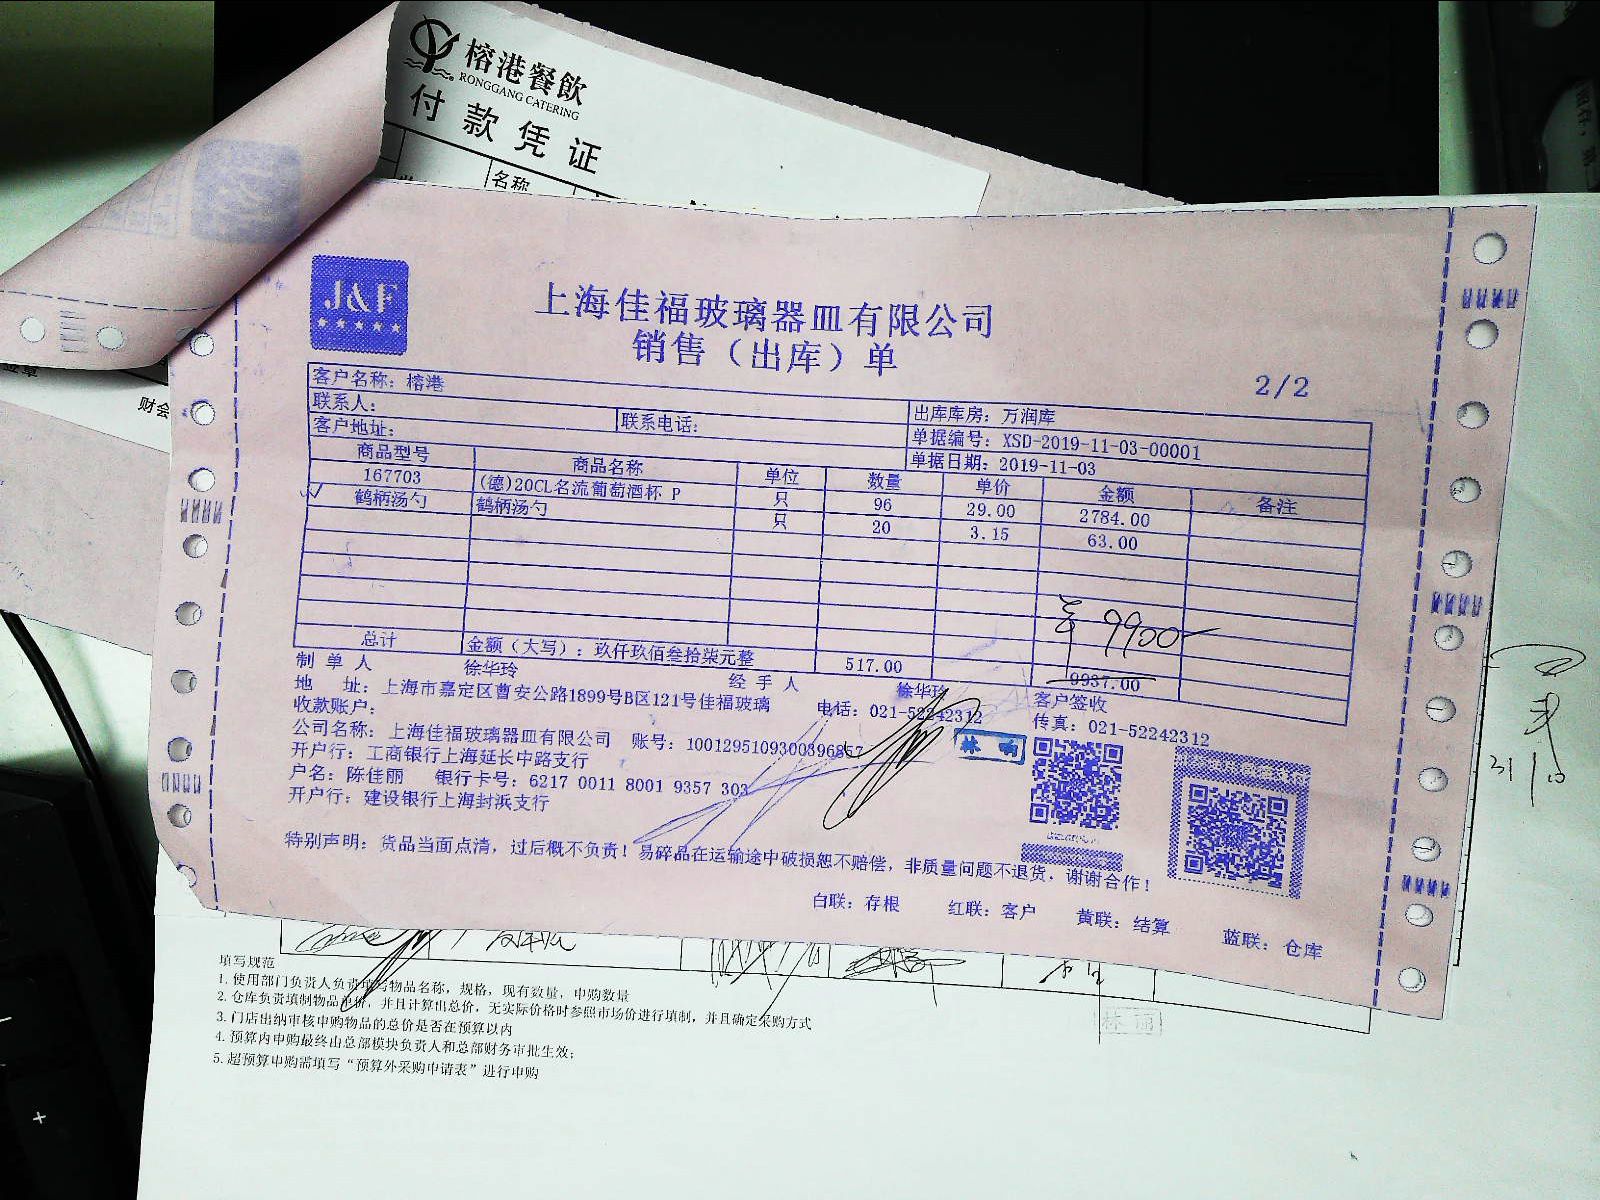 榕港餐飲
RONGGANG CATERING
付款凭证
名称
财会
J&F
上海佳福玻璃器皿有限公司
销售（出库）单
2/2
客户名称：榕港
出库库房：万润库
联系人：
联系电话：
单据编号：XSD-2019-11-03-00001
客户地址：
单据日期：2019-11-03
商品型号 商品名称 单位 数量 单价 金额 备注
167703 (德)20CL名流葡萄酒杯 P 只 96 29.00 2784.00
鹤柄汤勺 鹤柄汤勺 只 20 3.15 63.00
¥9900
总计 金额（大写）：玖仟玖佰叁拾柒元整 517.00 9937.00
制单人 徐华玲 经手人 徐华玲 客户签收
地 址：上海市嘉定区曹安公路1899号B区121号佳福玻璃 电话：021-52242312 传真：021-52242312
收款账户：
公司名称：上海佳福玻璃器皿有限公司 账号：1001295109300896857
开户行：工商银行上海延长中路支行
户名：陈佳丽 银行卡号：6217 0011 8001 9357 303
开户行：建设银行上海封浜支行
特别声明：货品当面点清，过后概不负责！易碎品在运输途中破损恕不赔偿，非质量问题不退货．谢谢合作！
白联：存根 红联：客户 黄联：结算 蓝联：仓库
填写规范
1. 使用部门负责人负责填写物品名称，规格，现有数量，申购数量
2. 仓库负责填制物品单价，并且计算出总价，无实际价格时参照市场价进行填制，并且确定采购方式
3. 门店出纳审核申购物品的总价是否在预算以内
4. 预算内申购最终由总部模块负责人和总部财务审批生效；
5. 超预算申购需填写“预算外采购申请表”进行申购